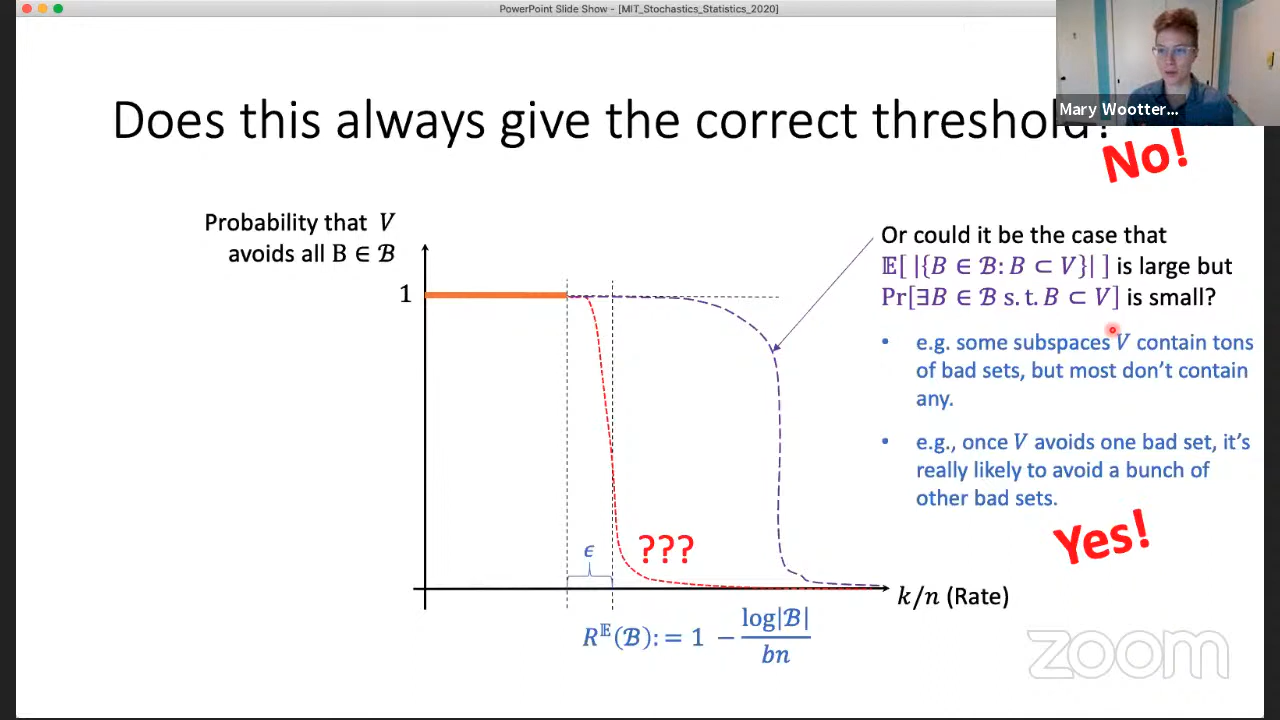 PowerPoint Slide Show - [MIT_Stochastics_Statistics_2020]
Mary Wootter...
Does this always give the correct threshold?
No!
Probability that V
avoids all B ∈ ℬ
1
Or could it be the case that
𝔼[ |{B ∈ ℬ: B ⊂ V}| ] is large but
Pr[∃B ∈ ℬ s. t. B ⊂ V] is small?
• e.g. some subspaces V contain tons
of bad sets, but most don't contain
any.
• e.g., once V avoids one bad set, it's
really likely to avoid a bunch of
other bad sets.
Yes!
???
ϵ
k/n (Rate)
R^𝔼(ℬ): = 1 − log|ℬ| / bn
zoom